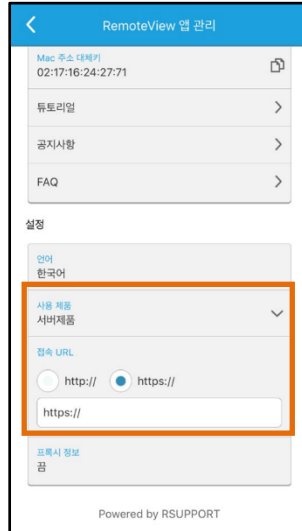 RemoteView 앱 관리
Mac 주소 대체키
02:17:16:24:27:71
튜토리얼
공지사항
FAQ
설정
언어
한국어
사용 제품
서버제품
접속 URL
http:// https://
https://
프록시 정보
끔
Powered by RSUPPORT